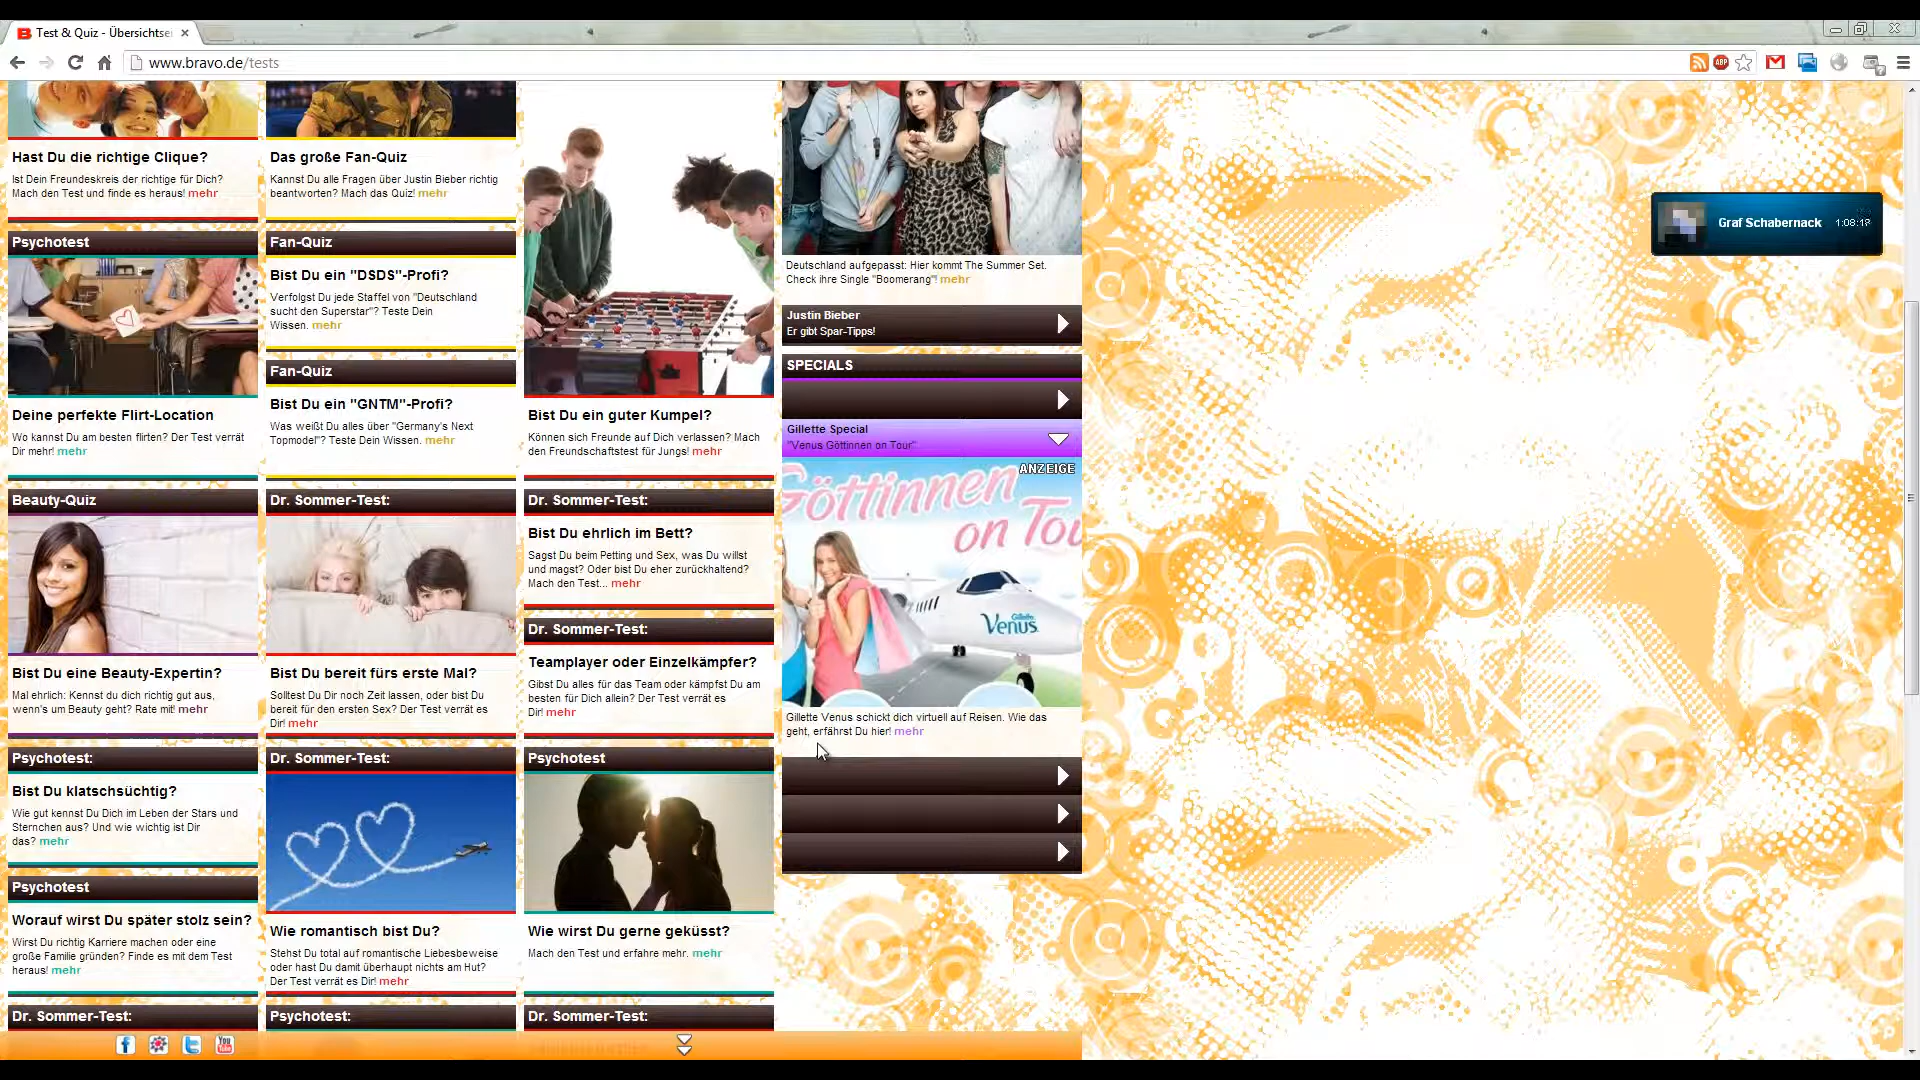 Test & Quiz - Übersichtsei
www.bravo.de/tests
Hast Du die richtige Clique?
Ist Dein Freundeskreis der richtige für Dich?
Mach den Test und finde es heraus! mehr
Psychotest
Deine perfekte Flirt-Location
Wo kannst Du am besten flirten? Der Test verrät
Dir mehr! mehr
Beauty-Quiz
Bist Du eine Beauty-Expertin?
Mal ehrlich: Kennst du dich richtig gut aus,
wenn's um Beauty geht? Rate mit! mehr
Psychotest:
Bist Du klatschsüchtig?
Wie gut kennst Du Dich im Leben der Stars und
Sternchen aus? Und wie wichtig ist Dir
das? mehr
Psychotest
Worauf wirst Du später stolz sein?
Wirst Du richtig Karriere machen oder eine
große Familie gründen? Finde es mit dem Test
heraus! mehr
Dr. Sommer-Test:
Das große Fan-Quiz
Kannst Du alle Fragen über Justin Bieber richtig
beantworten? Mach das Quiz! mehr
Fan-Quiz
Bist Du ein "DSDS"-Profi?
Verfolgst Du jede Staffel von "Deutschland
sucht den Superstar"? Teste Dein
Wissen. mehr
Fan-Quiz
Bist Du ein "GNTM"-Profi?
Was weißt Du alles über "Germany's Next
Topmodel"? Teste Dein Wissen. mehr
Dr. Sommer-Test:
Bist Du bereit fürs erste Mal?
Solltest Du Dir noch Zeit lassen, oder bist Du
bereit für den ersten Sex? Der Test verrät es
Dir! mehr
Dr. Sommer-Test:
Wie romantisch bist Du?
Stehst Du total auf romantische Liebesbeweise
oder hast Du damit überhaupt nichts am Hut?
Der Test verrät es Dir! mehr
Psychotest:
Bist Du ein guter Kumpel?
Können sich Freunde auf Dich verlassen? Mach
den Freundschaftstest für Jungs! mehr
Dr. Sommer-Test:
Bist Du ehrlich im Bett?
Sagst Du beim Petting und Sex, was Du willst
und magst? Oder bist Du eher zurückhaltend?
Mach den Test... mehr
Dr. Sommer-Test:
Teamplayer oder Einzelkämpfer?
Gibst Du alles für das Team oder kämpfst Du am
besten für Dich allein? Der Test verrät es
Dir! mehr
Psychotest
Wie wirst Du gerne geküsst?
Mach den Test und erfahre mehr. mehr
Dr. Sommer-Test:
Deutschland aufgepasst: Hier kommt The Summer Set.
Check ihre Single "Boomerang"! mehr
Justin Bieber
Er gibt Spar-Tipps!
SPECIALS
Gillette Special
"Venus Göttinnen on Tour"
ANZEIGE
Göttinnen
on Tou
Gillette
Venus
Gillette Venus schickt dich virtuell auf Reisen. Wie das
geht, erfährst Du hier! mehr
Graf Schabernack
ABP
You
Tube